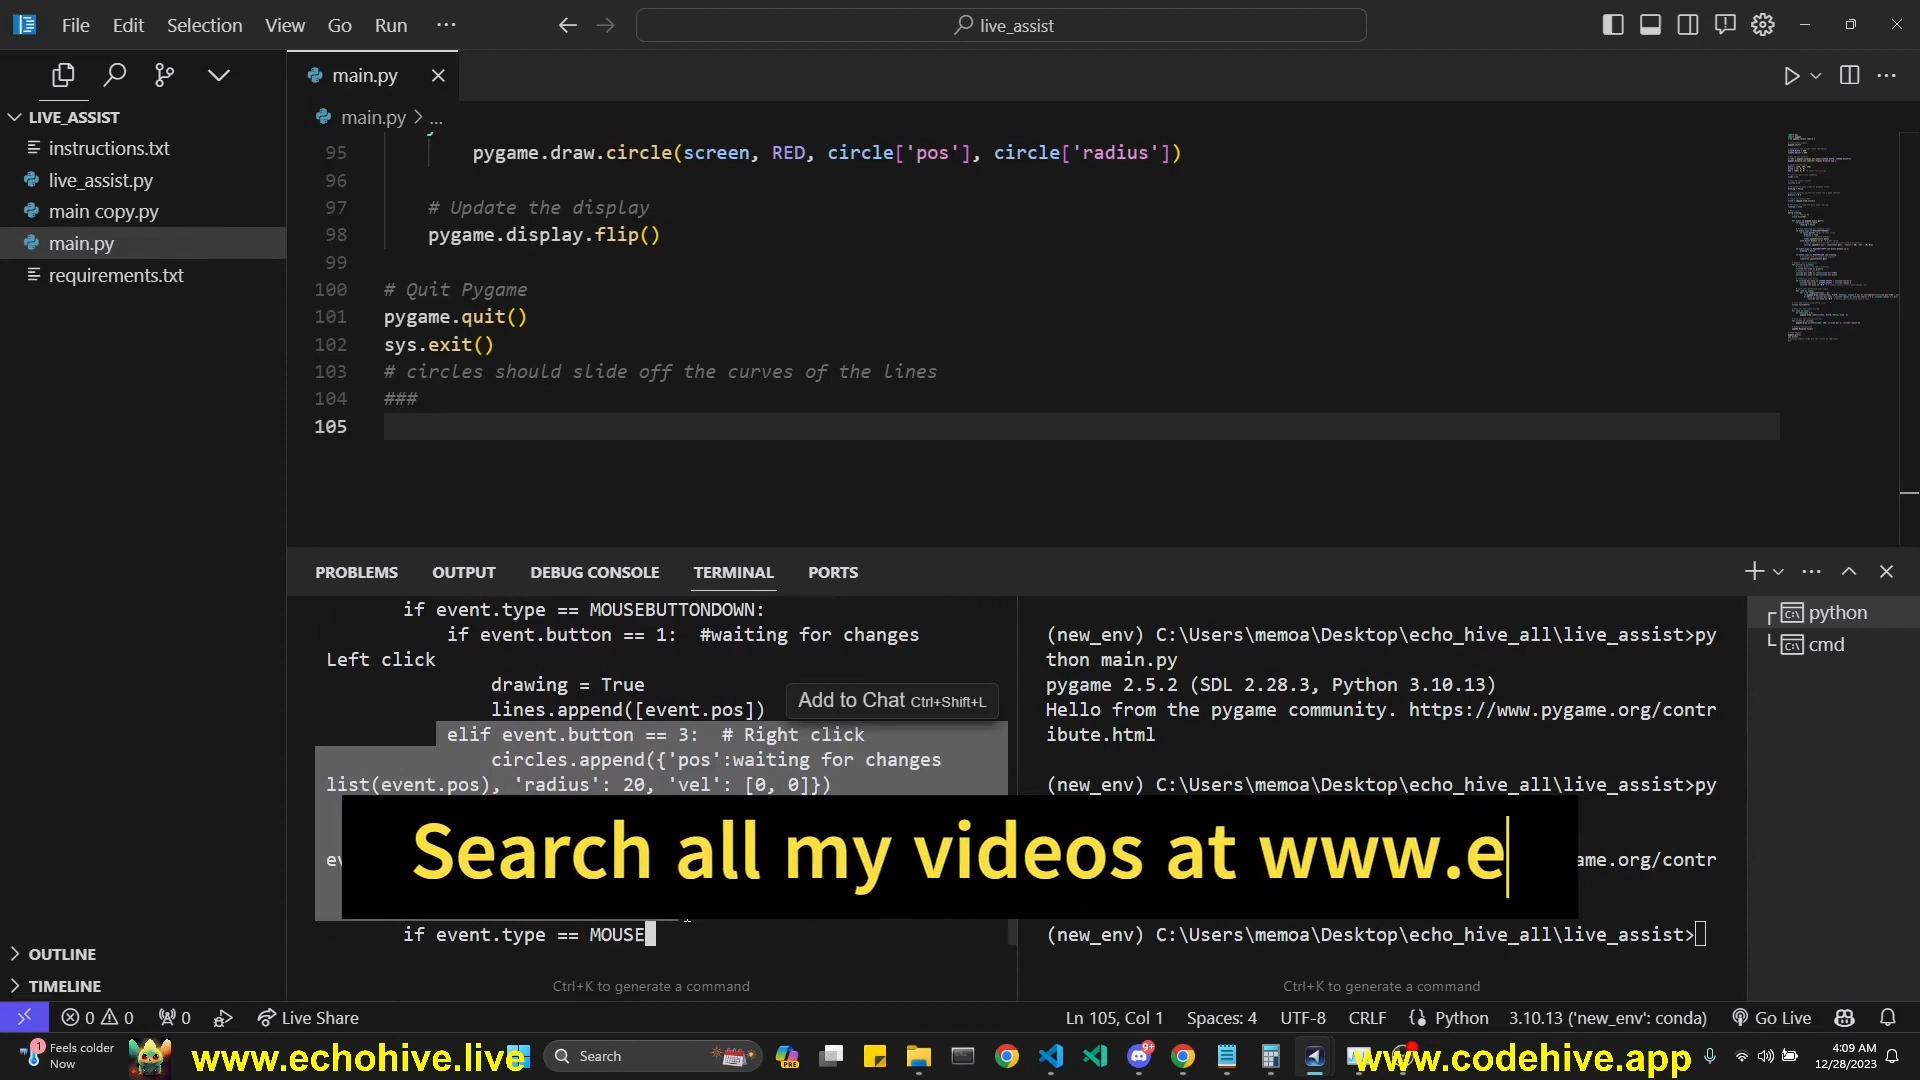 File Edit Selection View Go Run ...
live_assist
main.py
LIVE_ASSIST
instructions.txt
live_assist.py
main copy.py
main.py
requirements.txt
OUTLINE
TIMELINE
main.py > ...
95 pygame.draw.circle(screen, RED, circle['pos'], circle['radius'])
96
97 # Update the display
98 pygame.display.flip()
99
100 # Quit Pygame
101 pygame.quit()
102 sys.exit()
103 # circles should slide off the curves of the lines
104 ###
105
PROBLEMS OUTPUT DEBUG CONSOLE TERMINAL PORTS
if event.type == MOUSEBUTTONDOWN:
if event.button == 1: #waiting for changes
Left click
drawing = True
lines.append([event.pos])
Add to Chat Ctrl+Shift+L
elif event.button == 3: # Right click
circles.append({'pos':waiting for changes
list(event.pos), 'radius': 20, 'vel': [0, 0]})
if event.type == MOUSE
Ctrl+K to generate a command
(new_env) C:\Users\memoa\Desktop\echo_hive_all\live_assist>py
thon main.py
pygame 2.5.2 (SDL 2.28.3, Python 3.10.13)
Hello from the pygame community. https://www.pygame.org/contr
ibute.html
(new_env) C:\Users\memoa\Desktop\echo_hive_all\live_assist>py
ame.org/contr
(new_env) C:\Users\memoa\Desktop\echo_hive_all\live_assist>
Ctrl+K to generate a command
python
cmd
Search all my videos at www.e
0 0 0 Live Share
Ln 105, Col 1 Spaces: 4 UTF-8 CRLF Python 3.10.13 ('new_env': conda) Go Live
1 Feels colder
Now
www.echohive.live
Search
PRE
9+
www.codehive.app
4:09 AM
12/28/2023